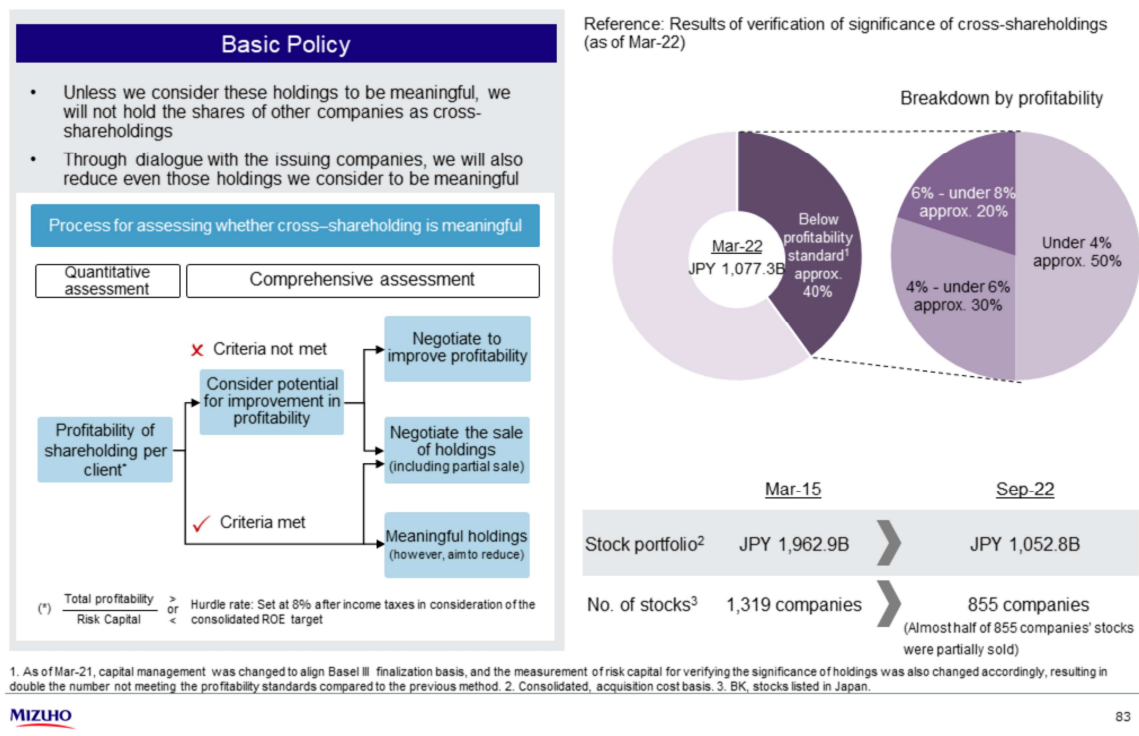 Basic Policy
• Unless we consider these holdings to be meaningful, we
will not hold the shares of other companies as cross-
shareholdings
• Through dialogue with the issuing companies, we will also
reduce even those holdings we consider to be meaningful
Process for assessing whether cross–shareholding is meaningful
Quantitative
assessment
Comprehensive assessment
Criteria not met
Negotiate to
improve profitability
Consider potential
for improvement in
profitability
Profitability of
shareholding per
client*
Negotiate the sale
of holdings
(including partial sale)
Criteria met
Meaningful holdings
(however, aim to reduce)
(*) Total profitability
Risk Capital
>
or
<
Hurdle rate: Set at 8% after income taxes in consideration of the
consolidated ROE target
Reference: Results of verification of significance of cross-shareholdings
(as of Mar-22)
Breakdown by profitability
Mar-22
JPY 1,077.3B
Below
profitability
standard1
approx.
40%
6% - under 8%
approx. 20%
4% - under 6%
approx. 30%
Under 4%
approx. 50%
Mar-15
Sep-22
Stock portfolio2 JPY 1,962.9B JPY 1,052.8B
No. of stocks3 1,319 companies 855 companies
(Almost half of 855 companies' stocks
were partially sold)
1. As of Mar-21, capital management was changed to align Basel III finalization basis, and the measurement of risk capital for verifying the significance of holdings was also changed accordingly, resulting in
double the number not meeting the profitability standards compared to the previous method. 2. Consolidated, acquisition cost basis. 3. BK, stocks listed in Japan.
MIZUHO
83